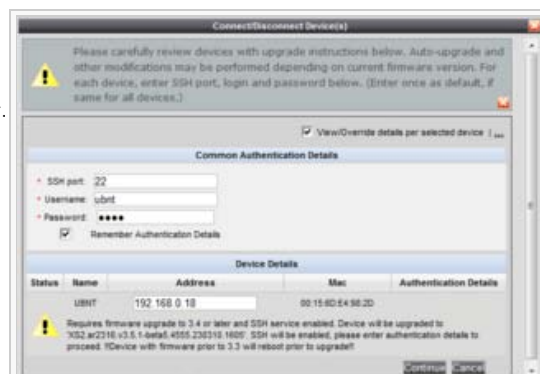 Connect/Disconnect Device(s)
Please carefully review devices with upgrade instructions
below. Auto-upgrade and
other modifications may be performed depending on current firmware version. For
each device, enter SSH port, login and password below. (Enter once as default, if
same for all devices.)
.
View/Override details per selected device | ...
Common Authentication Details
* SSH port: 22
* Username: ubnt
* Password: ●●●●
Remember Authentication Details
Device Details
Status Name Address Mac Authentication Details
UBNT 192.168.0.18 00:15:6D:E4:98:2D
Requires firmware upgrade to 3.4 or later and SSH service enabled. Device will be upgraded to
'XS2.ar2316.v3.5.1-beta5.4555.230310.1605'. SSH will be enabled, please enter authentication details to
proceed. !!Device with firmware prior to 3.3 will reboot prior to upgrade!!
Continue Cancel